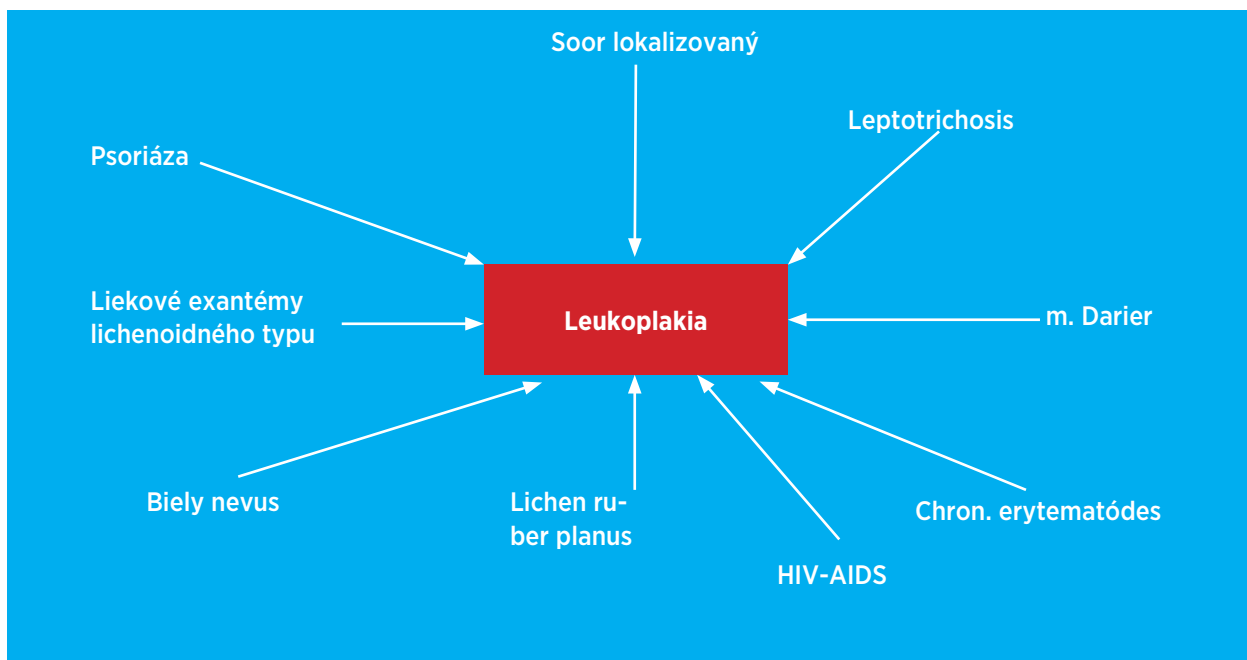 Soor lokalizovaný
Leptotrichosis
Psoriáza
Liekové exantémy
lichenoidného typu
Leukoplakia
m. Darier
Biely nevus
Lichen ru-
ber planus
Chron. erytematódes
HIV-AIDS